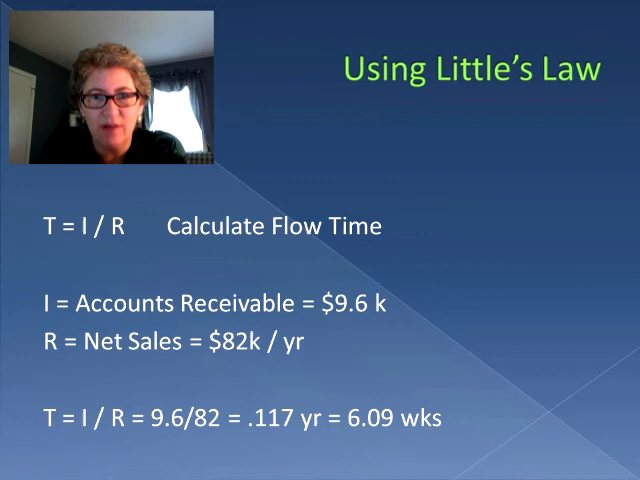 Using Little's Law
T = I / R Calculate Flow Time
I = Accounts Receivable = $9.6 k
R = Net Sales = $82k / yr
T = I / R = 9.6/82 = .117 yr = 6.09 wks